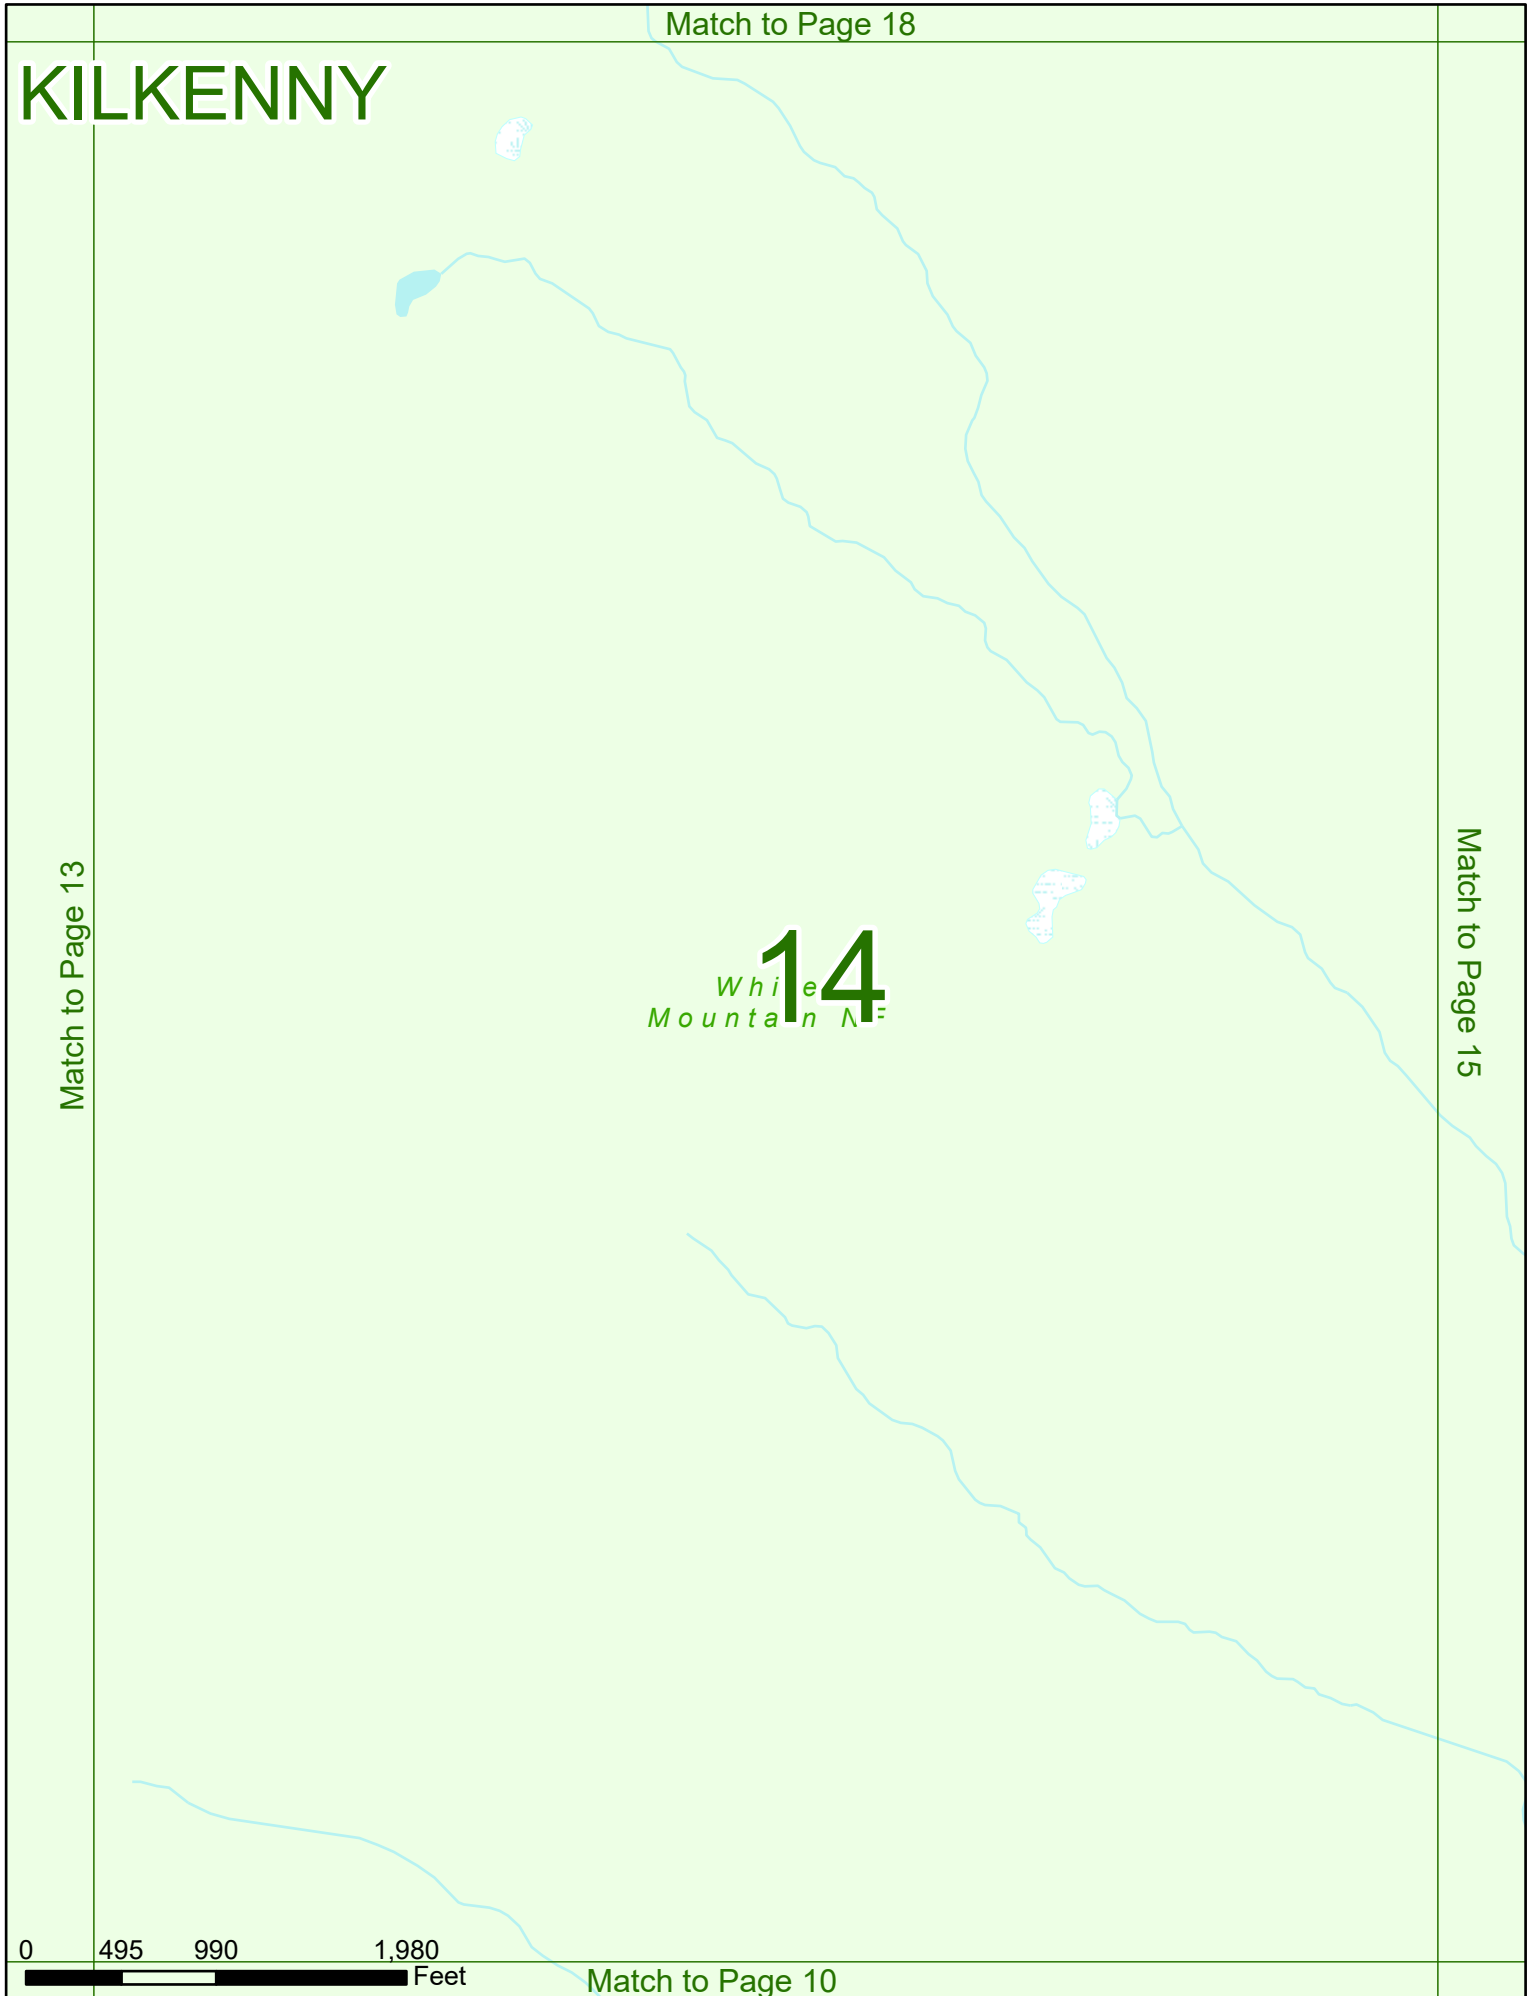 Match to Page 18
KILKENNY
Match to Page 13
14
Match to Page 15
0 495 990 1,980
Feet
Match to Page 10